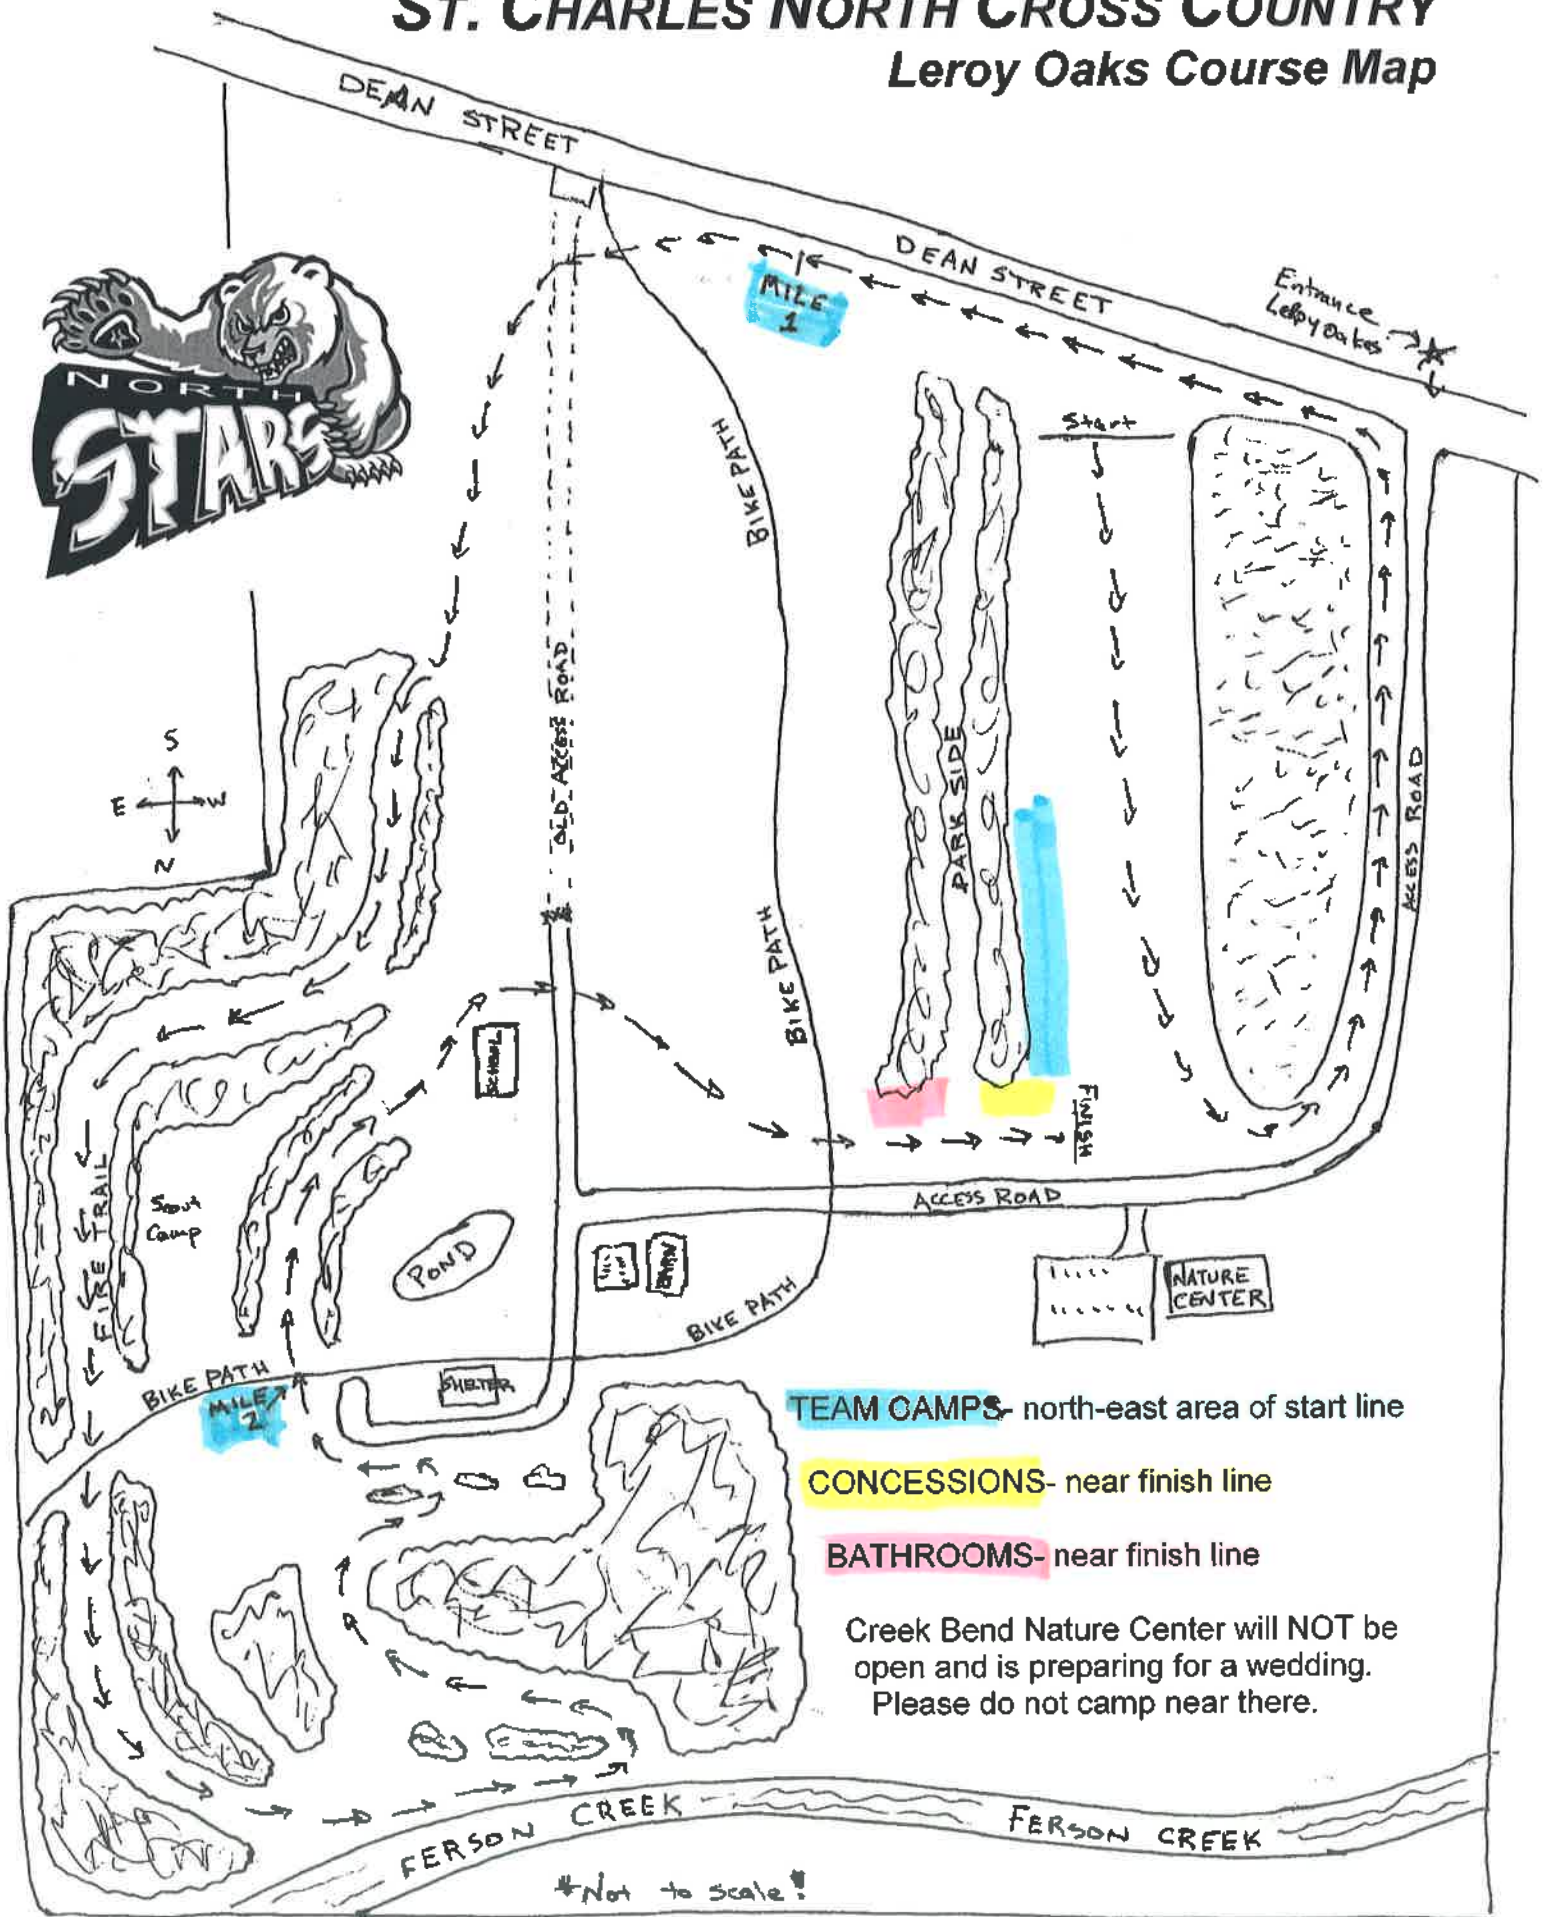 ST. CHARLES NORTH CROSS COUNTRY
Leroy Oaks Course Map
DEAN STREET
DEAN STREET
MILE
1
Entrance
Leroy Oakes
NORTH
STARS
Start
BIKE PATH
OLD ACCESS ROAD
S
E W
N
PARK SIDE
ACCESS ROAD
BIKE PATH
SCHOOL
FINISH
FIRE TRAIL
Scout
Camp
ACCESS ROAD
POND
BARN
NATURE
CENTER
BIKE PATH
BIKE PATH
SHELTER
MILE
2
TEAM CAMPS- north-east area of start line
CONCESSIONS- near finish line
BATHROOMS- near finish line
Creek Bend Nature Center will NOT be
open and is preparing for a wedding.
Please do not camp near there.
FERSON CREEK
FERSON CREEK
*Not to scale!